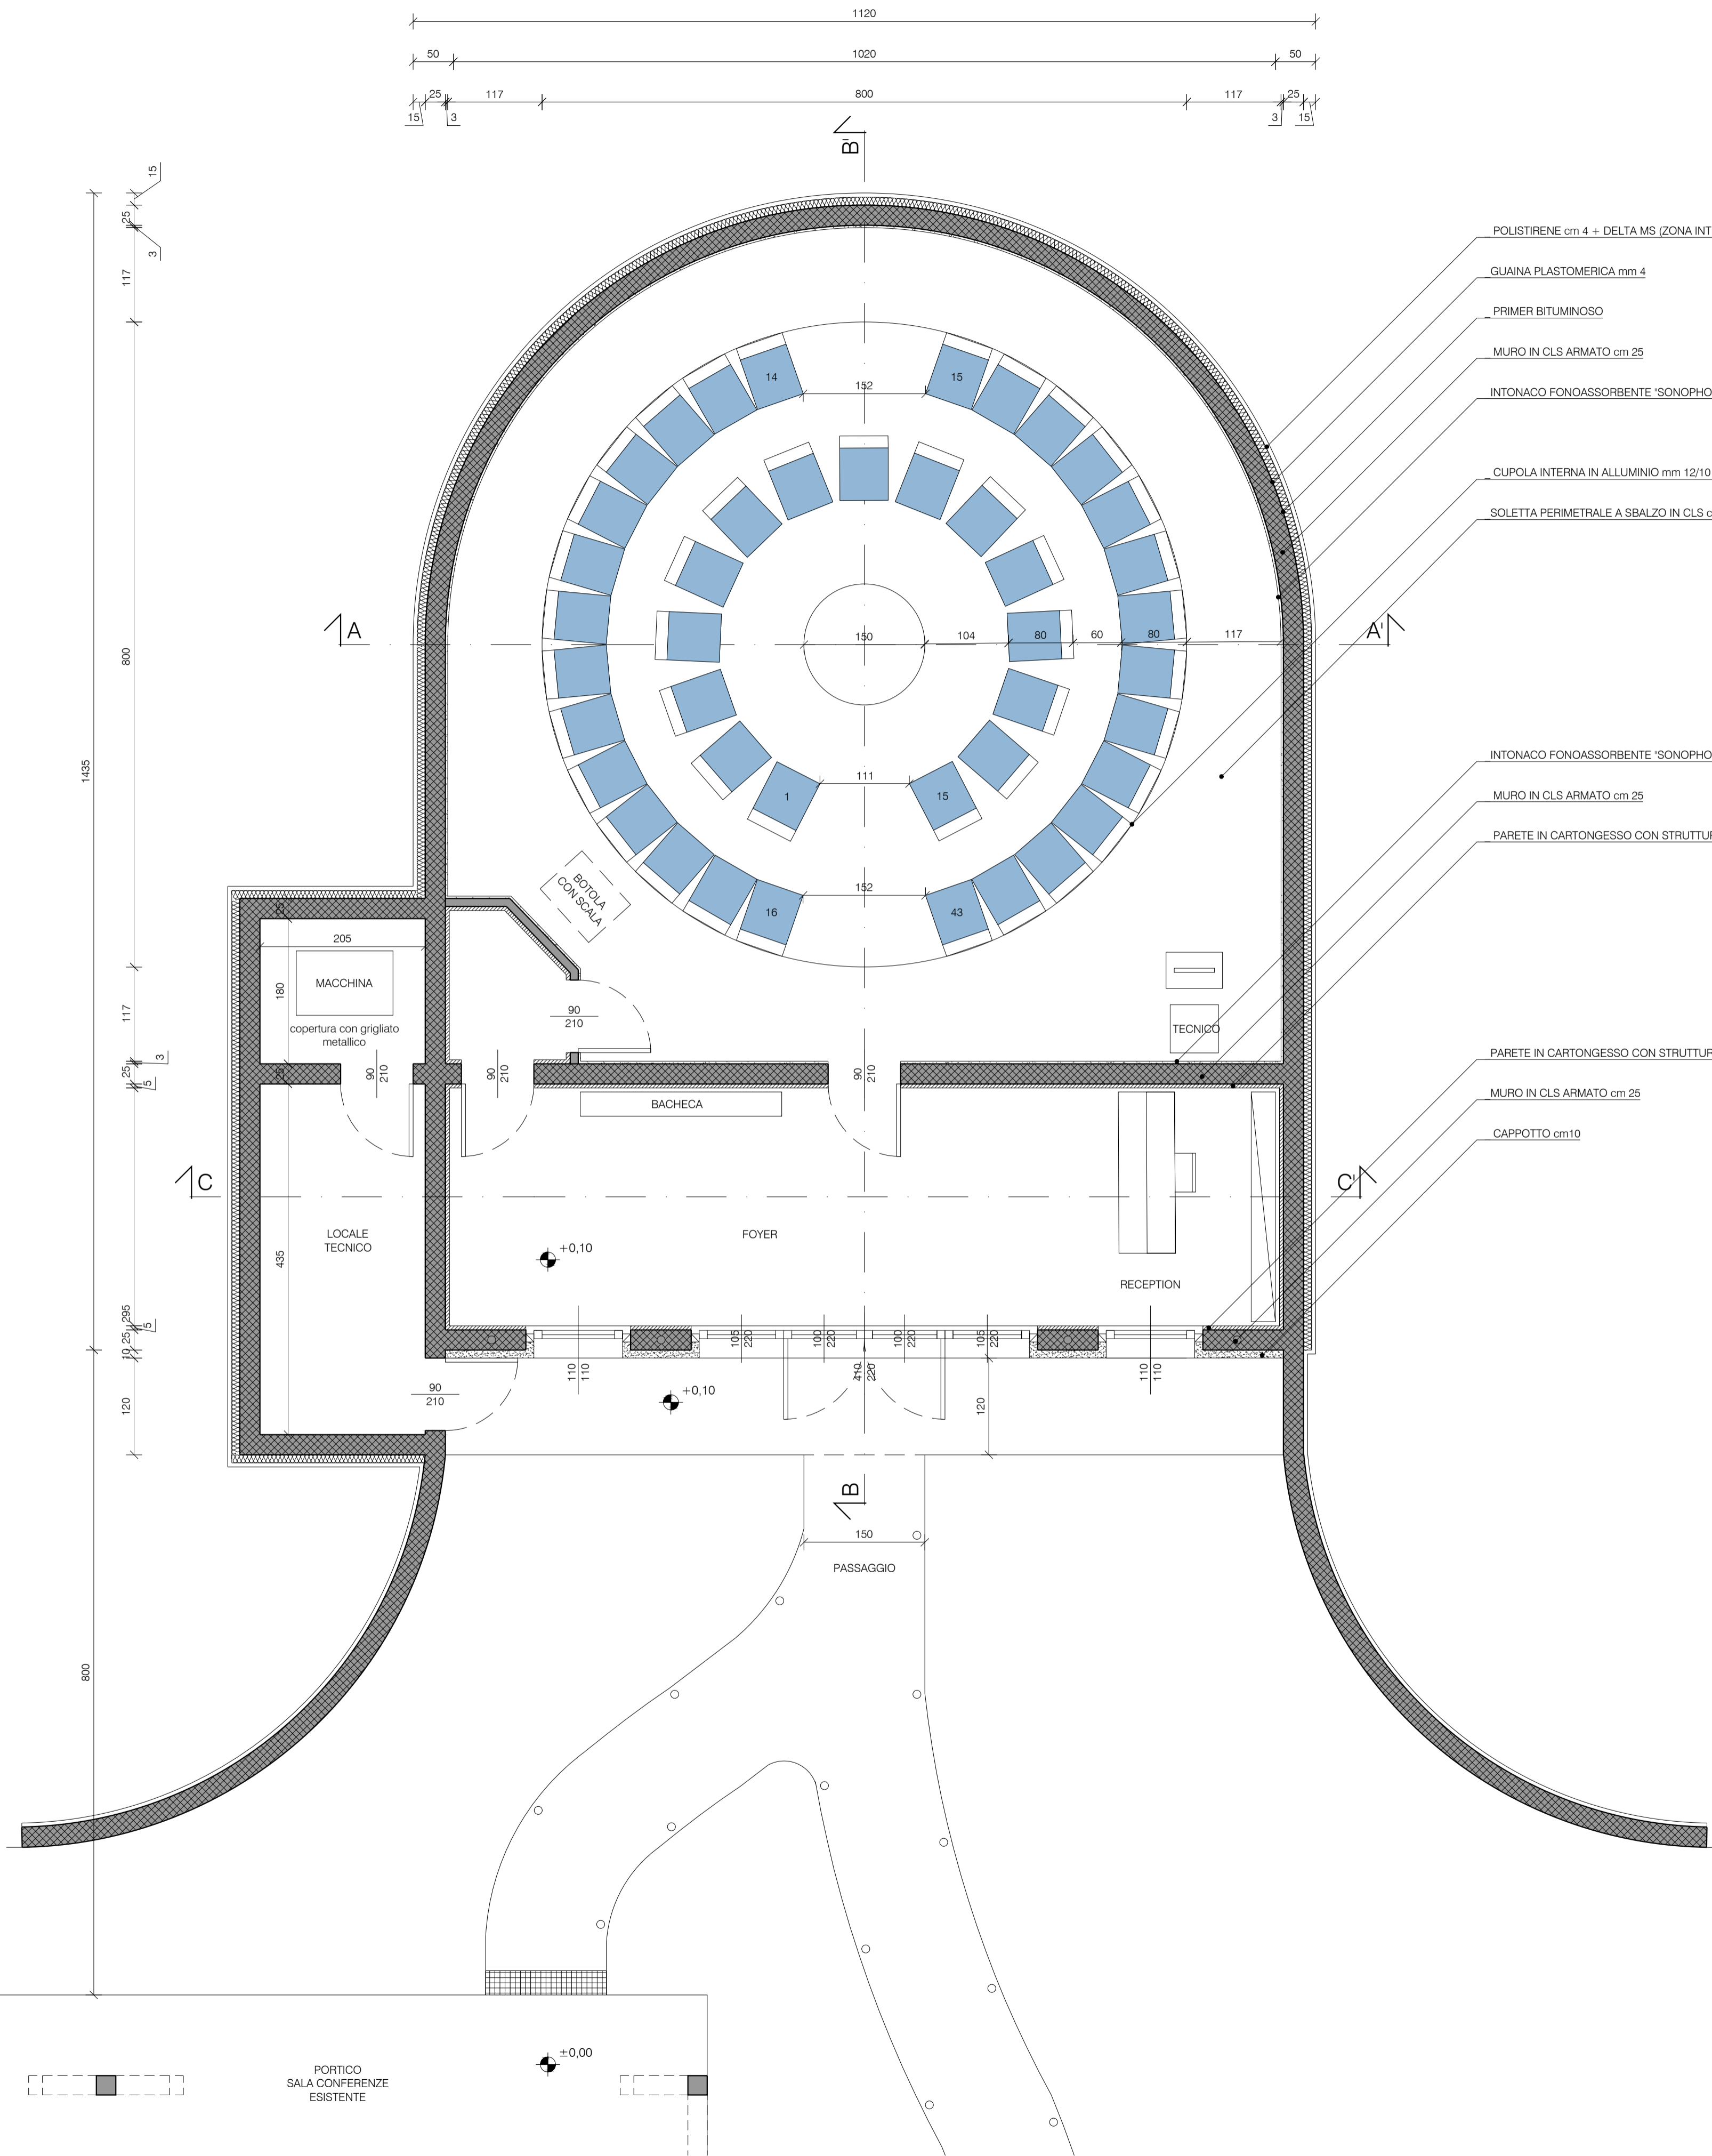 1120
50
1020
50
25
117
800
117
25
15
3
3
15
B'
15
25
3
117
800
1435
117
3
25
5
295
5
25
10
120
800
POLISTIRENE cm 4 + DELTA MS (ZONA INT
GUAINA PLASTOMERICA mm 4
PRIMER BITUMINOSO
MURO IN CLS ARMATO cm 25
INTONACO FONOASSORBENTE "SONOPHO
CUPOLA INTERNA IN ALLUMINIO mm 12/10
SOLETTA PERIMETRALE A SBALZO IN CLS c
INTONACO FONOASSORBENTE "SONOPHO
MURO IN CLS ARMATO cm 25
PARETE IN CARTONGESSO CON STRUTTUR
PARETE IN CARTONGESSO CON STRUTTUR
MURO IN CLS ARMATO cm 25
CAPPOTTO cm10
14
152
15
A
150
104
80
60
80
117
A'
1
111
15
16
152
43
BOTOLA
CON SCALA
25
205
MACCHINA
180
copertura con grigliato
metallico
90
210
TECNICO
25
90
210
90
210
90
210
BACHECA
C
C'
LOCALE
TECNICO
435
FOYER
+0,10
RECEPTION
110
110
105
220
100
220
410
220
100
220
105
220
110
110
90
210
+0,10
120
B
150
PASSAGGIO
±0,00
PORTICO
SALA CONFERENZE
ESISTENTE